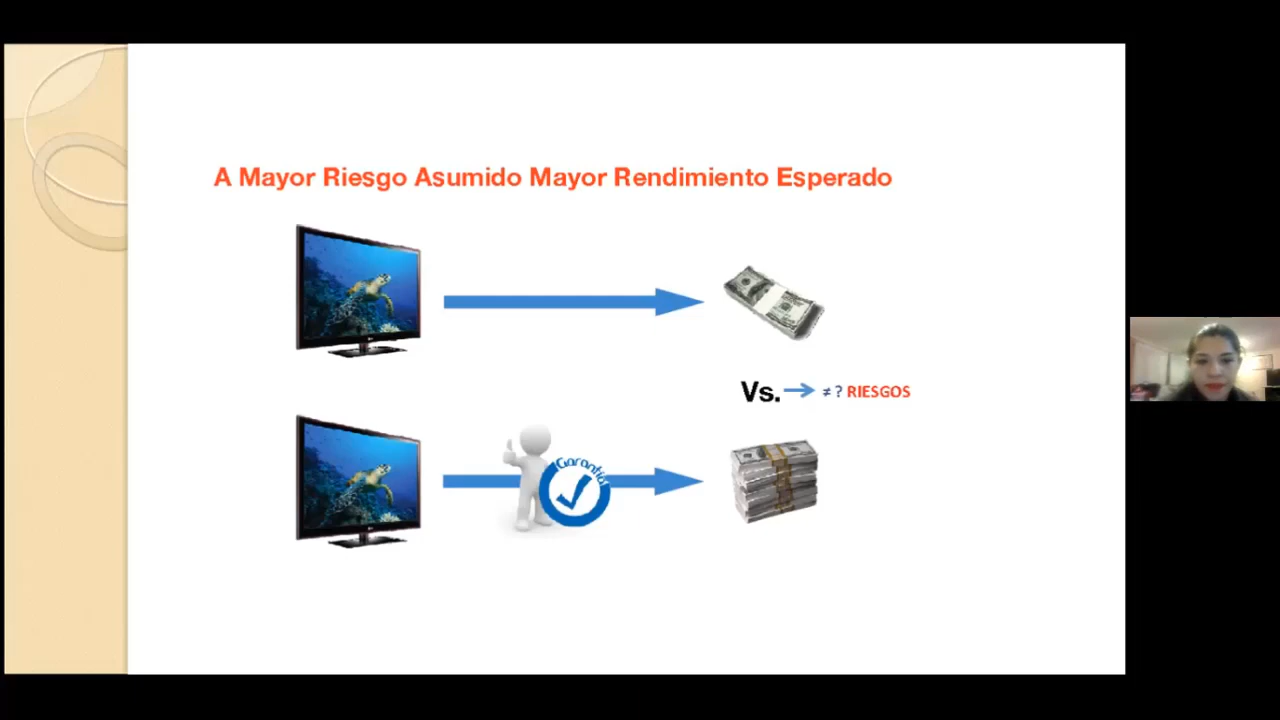 A Mayor Riesgo Asumido Mayor Rendimiento Esperado
Vs. ≠ ? RIESGOS
Garantía